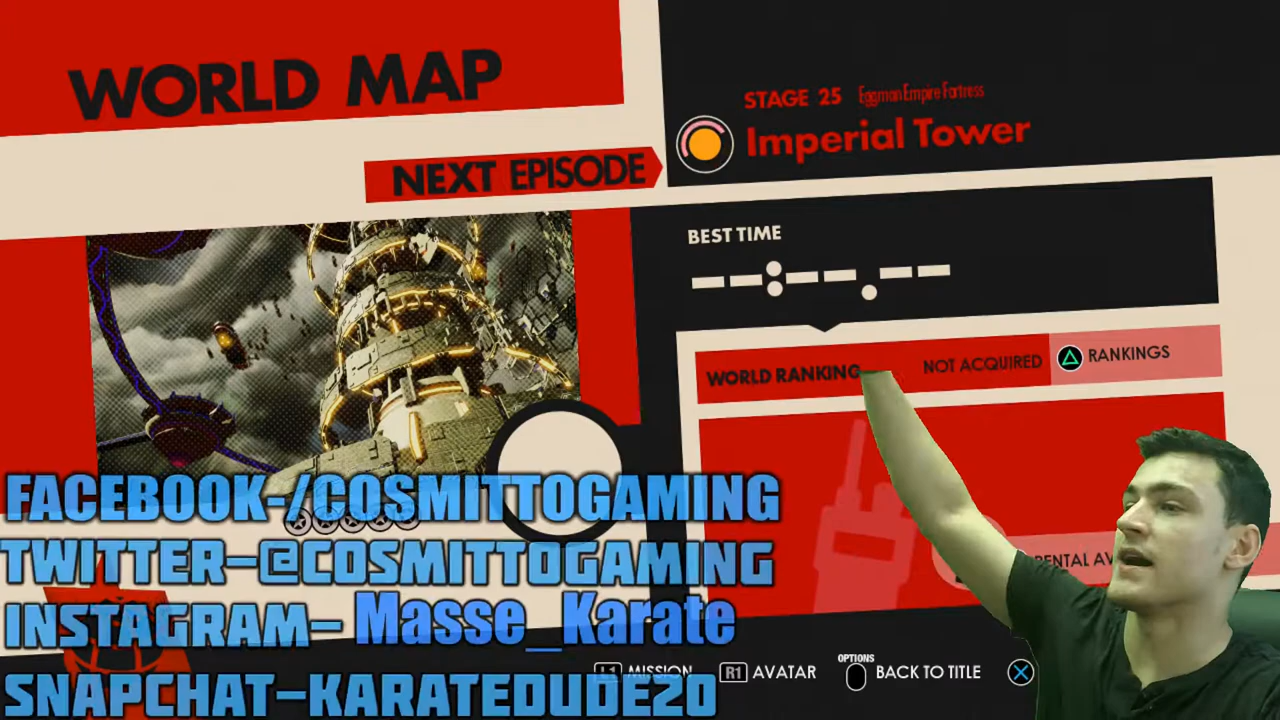 WORLD MAP
STAGE 25 Eggman Empire Fortress
Imperial Tower
NEXT EPISODE
BEST TIME
WORLD RANKING NOT ACQUIRED RANKINGS
FACEBOOK-/COSMITTOGAMING
TWITTER-@COSMITTOGAMING
RENTAL
INSTAGRAM- Masse_Karate
L1 MISSION R1 AVATAR OPTIONS BACK TO TITLE
SNAPCHAT-KARATEDUDE20